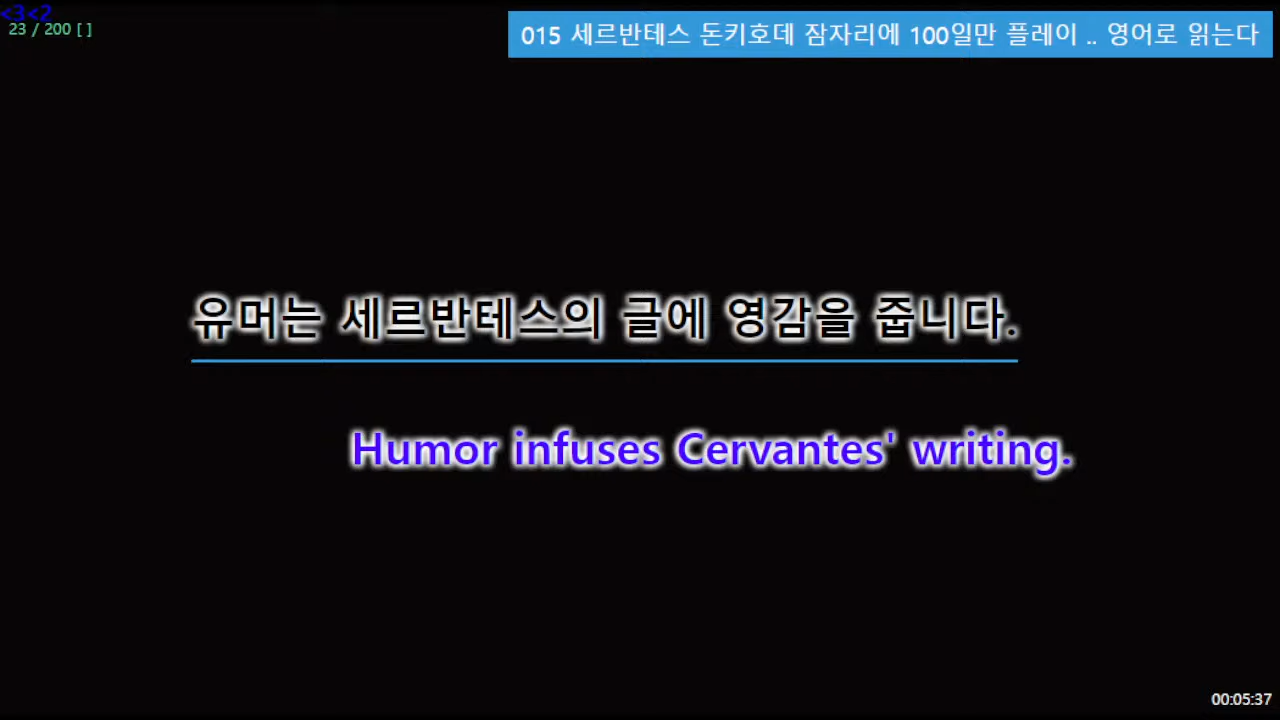 <3<2
23 / 200 [ ]
015 세르반테스 돈키호데 잠자리에 100일만 플레이 .. 영어로 읽는다
유머는 세르반테스의 글에 영감을 줍니다.
Humor infuses Cervantes' writing.
00:05:37